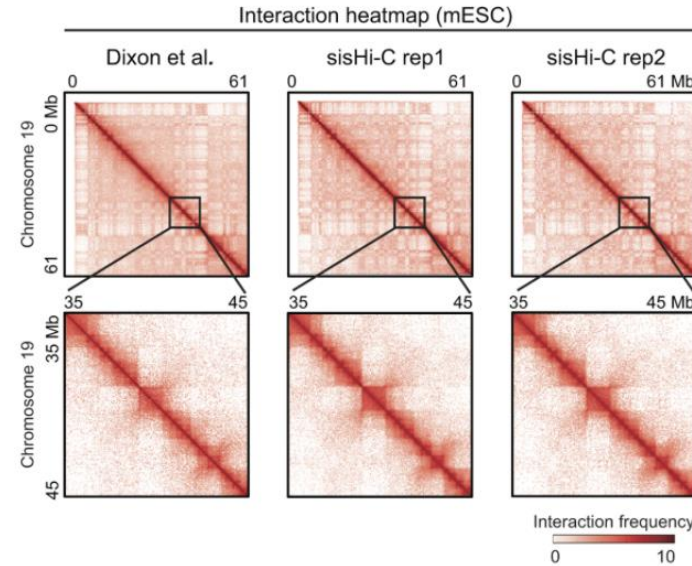 Interaction heatmap (mESC)
Dixon et al. sisHi-C rep1 sisHi-C rep2
0 61 0 61 0 61 Mb
Chromosome 19
0 Mb
61
35 45 35 45 35 45 Mb
Chromosome 19
35 Mb
45
Interaction frequency
0 10